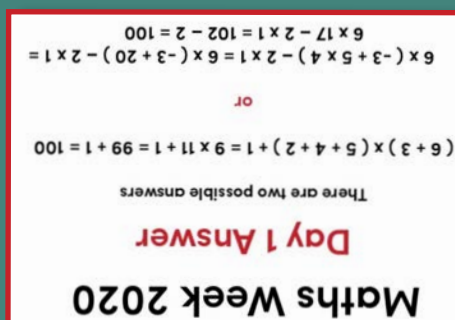 Maths Week 2020
Day 1 Answer
There are two possible answers
( 6 + 3 ) x ( 5 + 4 + 2 ) + 1 = 9 x 11 + 1 = 99 + 1 = 100
or
6 x ( -3 + 5 x 4 ) – 2 x 1 = 6 x ( -3 + 20 ) – 2 x 1 =
6 x 17 – 2 x 1 = 102 – 2 = 100